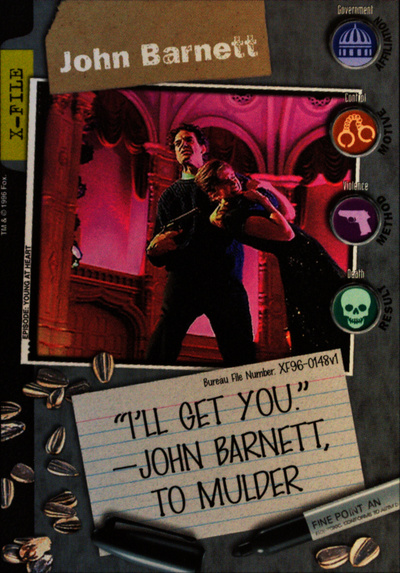 Government
AFFILIATION
John Barnett
X-FILE
Control
MOTIVE
Violence
METHOD
Death
RESULT
TM & © 1996 Fox.
EPISODE: YOUNG AT HEART
Bureau File Number: XF96-0148v1
"I'LL GET YOU."
—JOHN BARNETT,
TO MULDER
FINE POINT AN